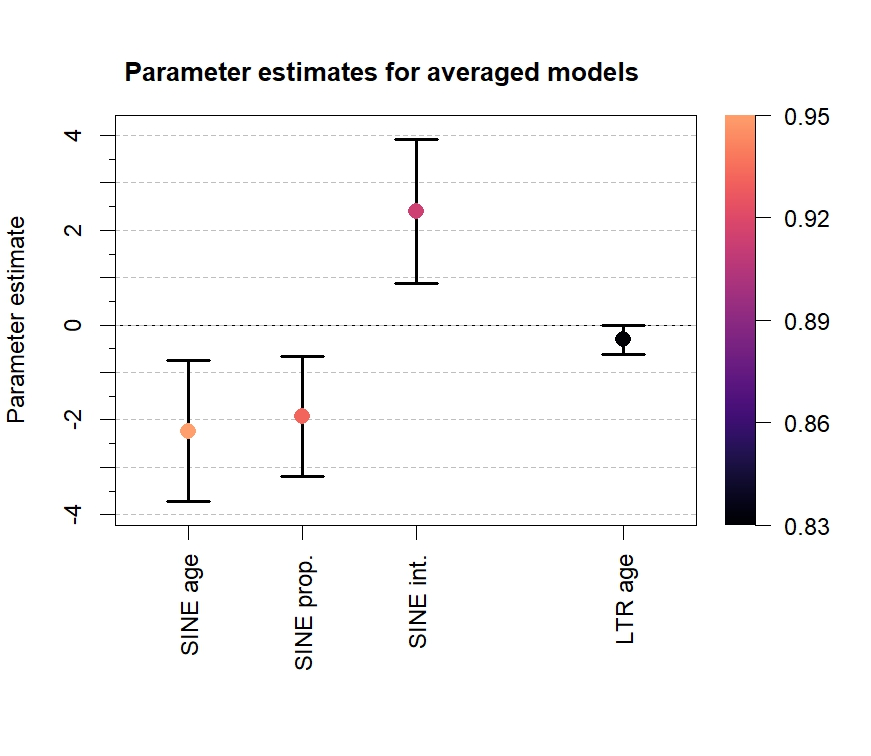 Parameter estimates for averaged models
Parameter estimate
4
2
0
-2
-4
SINE age
SINE prop.
SINE int.
LTR age
0.95
0.92
0.89
0.86
0.83